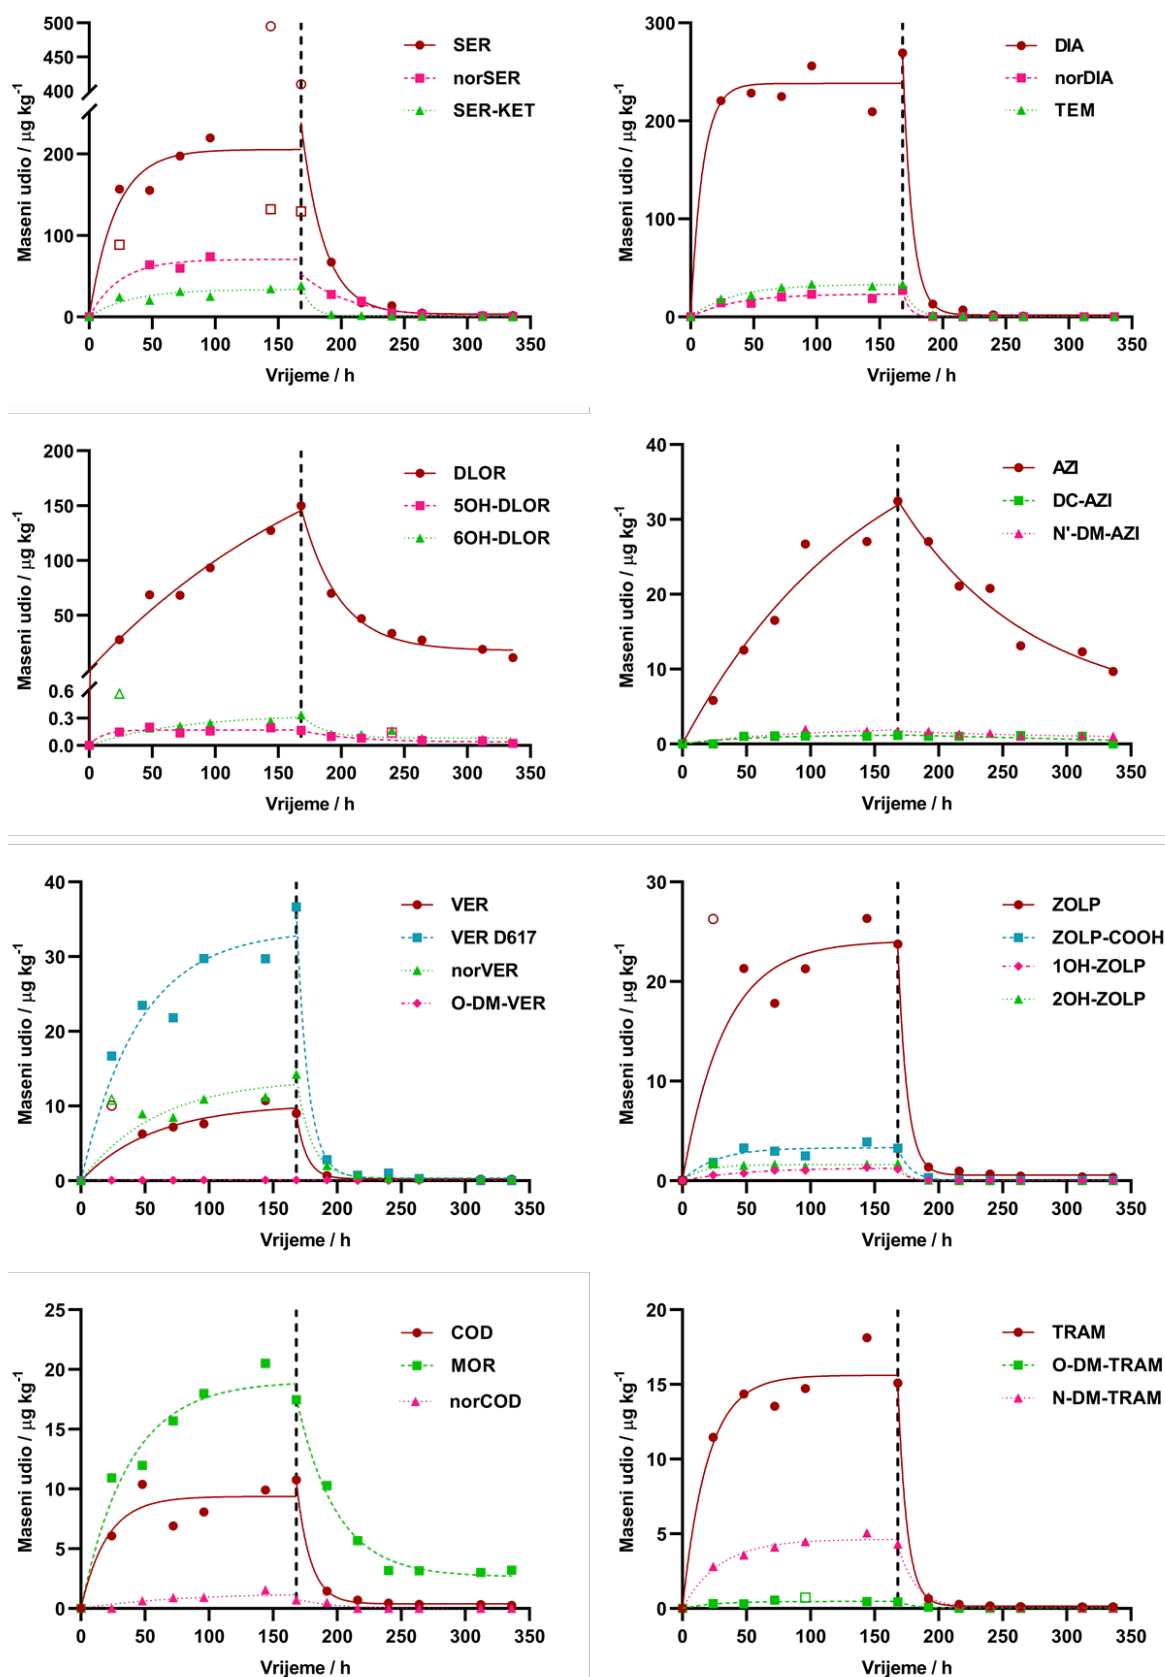 500
450
400
200
100
0
0 50 100 150 200 250 300 350
Maseni udio / µg kg-1
Vrijeme / h
SER
norSER
SER-KET
300
200
100
0
0 50 100 150 200 250 300 350
Maseni udio / µg kg-1
Vrijeme / h
DIA
norDIA
TEM
200
150
100
50
0.6
0.3
0.0
0 50 100 150 200 250 300 350
Maseni udio / µg kg-1
Vrijeme / h
DLOR
5OH-DLOR
6OH-DLOR
40
30
20
10
0
0 50 100 150 200 250 300 350
Maseni udio / µg kg-1
Vrijeme / h
AZI
DC-AZI
N'-DM-AZI
40
30
20
10
0
0 50 100 150 200 250 300 350
Maseni udio / µg kg-1
Vrijeme / h
VER
VER D617
norVER
O-DM-VER
30
20
10
0
0 50 100 150 200 250 300 350
Maseni udio / µg kg-1
Vrijeme / h
ZOLP
ZOLP-COOH
1OH-ZOLP
2OH-ZOLP
25
20
15
10
5
0
0 50 100 150 200 250 300 350
Maseni udio / µg kg-1
Vrijeme / h
COD
MOR
norCOD
20
15
10
5
0
0 50 100 150 200 250 300 350
Maseni udio / µg kg-1
Vrijeme / h
TRAM
O-DM-TRAM
N-DM-TRAM